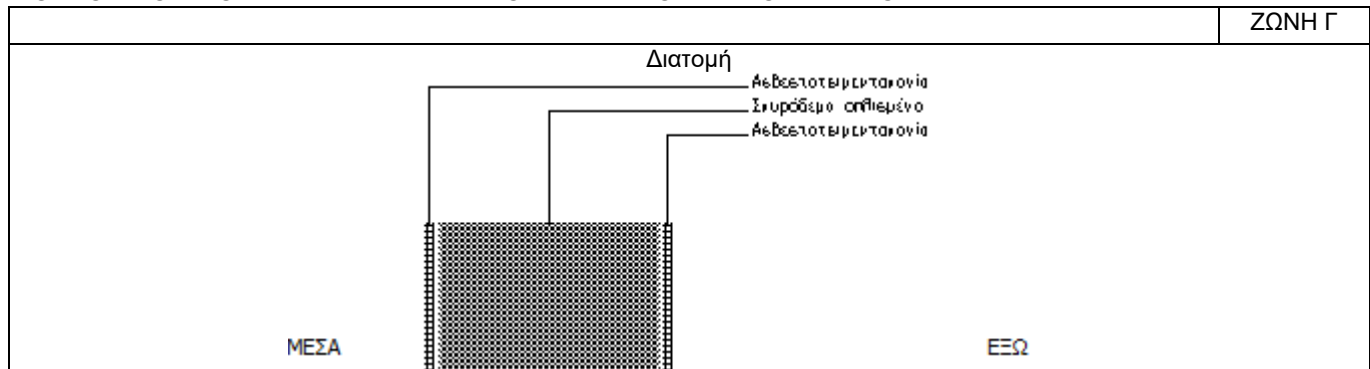 ΖΩΝΗ Γ
Διατομή
Ασβεστοτσιμεντοκονία
Σκυρόδεμα οπλισμένο
Ασβεστοτσιμεντοκονία
ΜΕΣΑ
ΕΞΩ